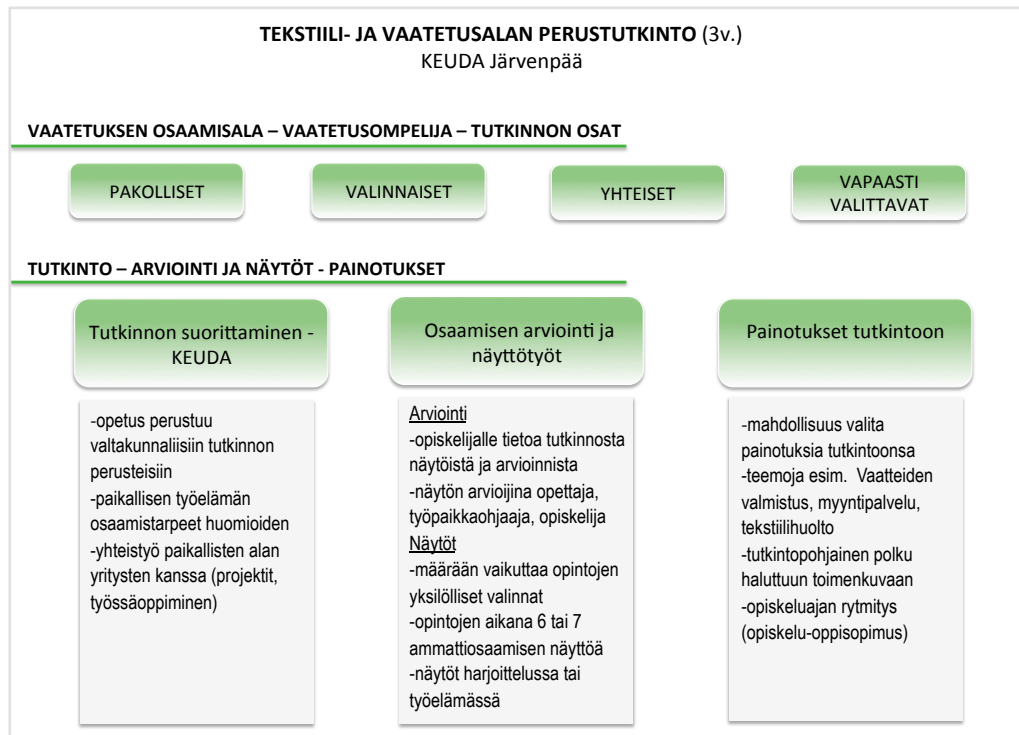 TEKSTIILI- JA VAATETUSALAN PERUSTUTKINTO (3v.)
KEUDA Järvenpää
VAATETUKSEN OSAAMISALA – VAATETUSOMPELIJA – TUTKINNON OSAT
PAKOLLISET
VALINNAISET
YHTEISET
VAPAASTI
VALITTAVAT
TUTKINTO – ARVIOINTI JA NÄYTÖT - PAINOTUKSET
Tutkinnon suorittaminen -
KEUDA
-opetus perustuu
valtakunnaliisiin tutkinnon
perusteisiin
-paikallisen työelämän
osaamistarpeet huomioiden
-yhteistyö paikallisten alan
yritysten kanssa (projektit,
työssäoppiminen)
Osaamisen arviointi ja
näyttötyöt
Arviointi
-opiskelijalle tietoa tutkinnosta
näytöistä ja arvioinnista
-näytön arvioijina opettaja,
työpaikkaohjaaja, opiskelija
Näytöt
-määrään vaikuttaa opintojen
yksilölliset valinnat
-opintojen aikana 6 tai 7
ammattiosaamisen näyttöä
-näytöt harjoittelussa tai
työelämässä
Painotukset tutkintoon
-mahdollisuus valita
painotuksia tutkintoonsa
-teemoja esim. Vaatteiden
valmistus, myyntipalvelu,
tekstiilihuolto
-tutkintopohjainen polku
haluttuun toimenkuvaan
-opiskeluajan rytmitys
(opiskelu-oppisopimus)